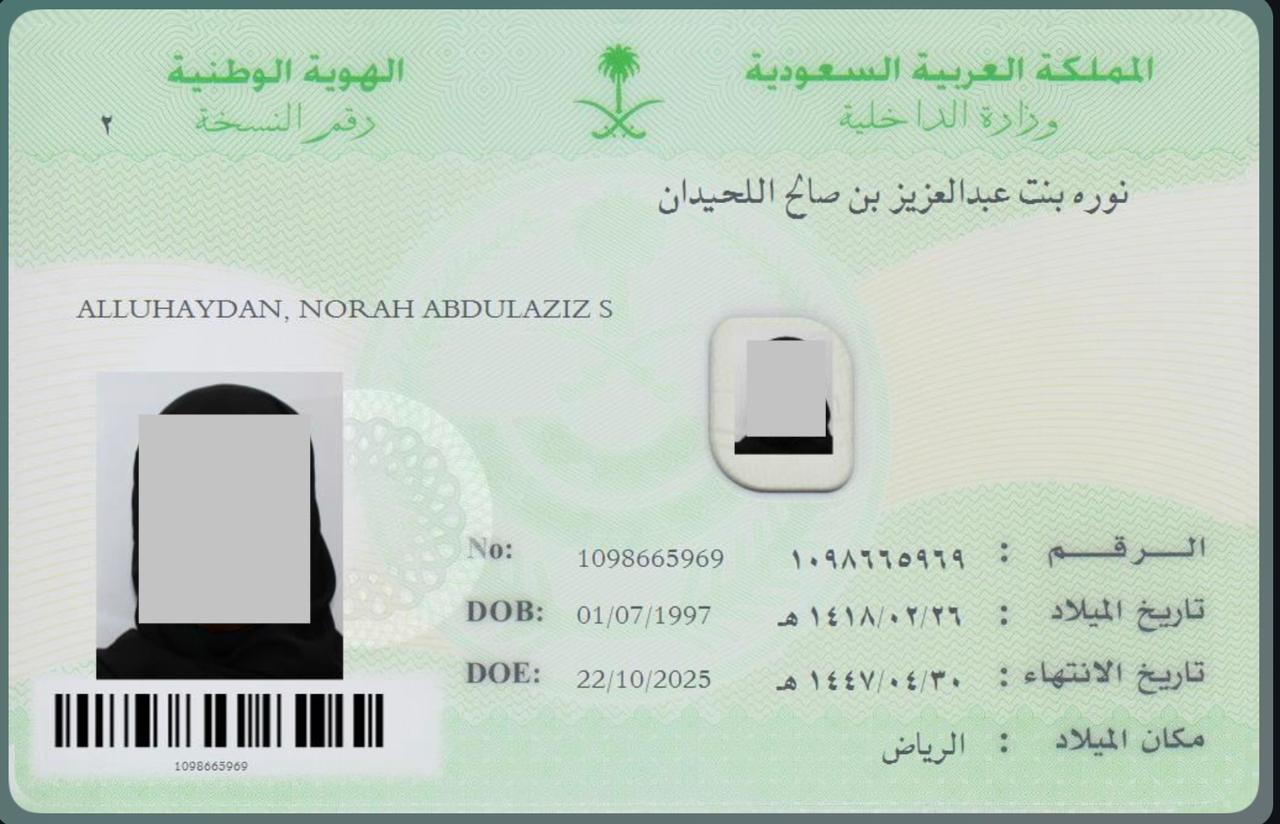 المملكة العربية السعودية
وزارة الداخلية
الهوية الوطنية
رقم النسخة ٢
نوره بنت عبدالعزيز بن صالح اللحيدان
ALLUHAYDAN, NORAH ABDULAZIZ S
الـــرقـــم : ١٠٩٨٦٦٥٩٦٩
No: 1098665969
تاريخ الميلاد : ١٤١٨/٠٢/٢٦ هـ
DOB: 01/07/1997
تاريخ الانتهاء : ١٤٤٧/٠٤/٣٠ هـ
DOE: 22/10/2025
مكان الميلاد : الرياض
1098665969